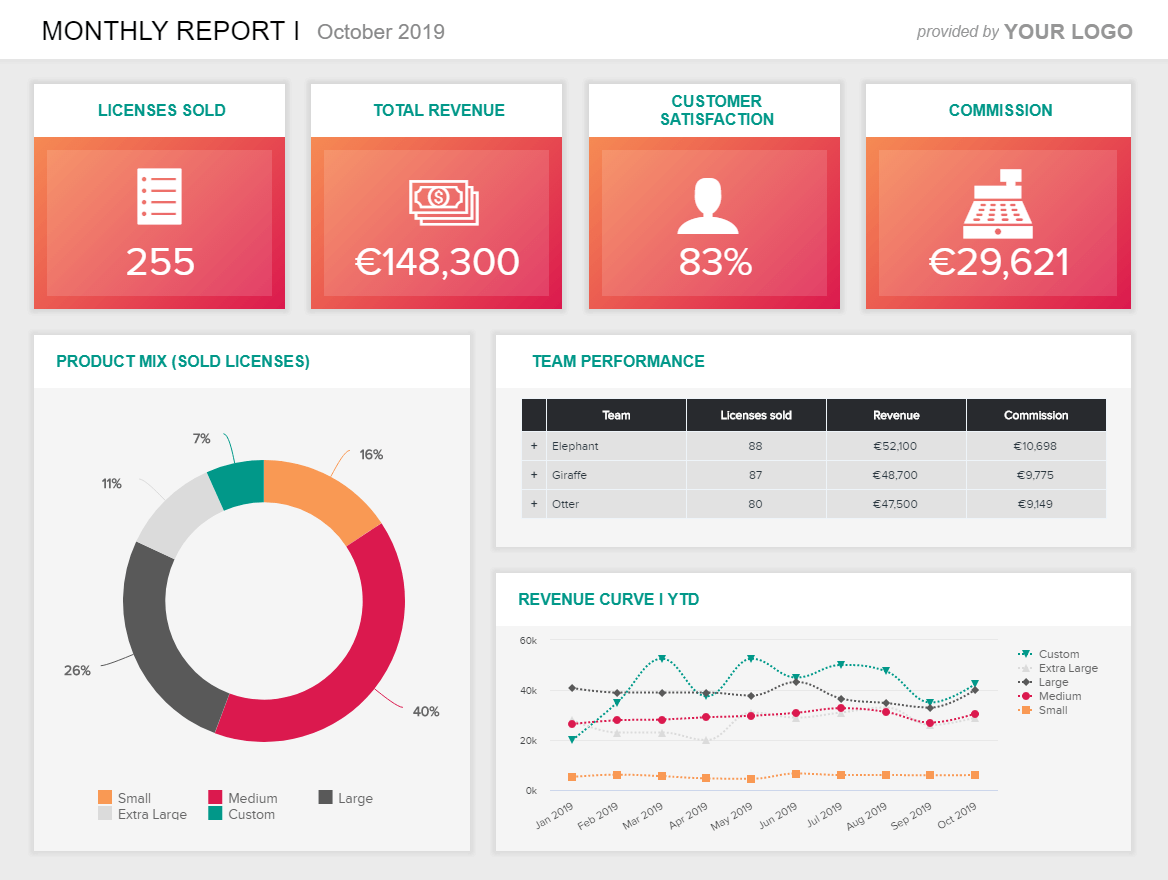 MONTHLY REPORT I October 2019
provided by YOUR LOGO
LICENSES SOLD
255
TOTAL REVENUE
€148,300
CUSTOMER
SATISFACTION
83%
COMMISSION
€29,621
PRODUCT MIX (SOLD LICENSES)
7%
16%
11%
26%
40%
Small Medium Large
Extra Large Custom
TEAM PERFORMANCE
Team Licenses sold Revenue Commission
+ Elephant 88 €52,100 €10,698
+ Giraffe 87 €48,700 €9,775
+ Otter 80 €47,500 €9,149
REVENUE CURVE I YTD
60k
40k
20k
0k
Jan 2019 Feb 2019 Mar 2019 Apr 2019 May 2019 Jun 2019 Jul 2019 Aug 2019 Sep 2019 Oct 2019
Custom
Extra Large
Large
Medium
Small